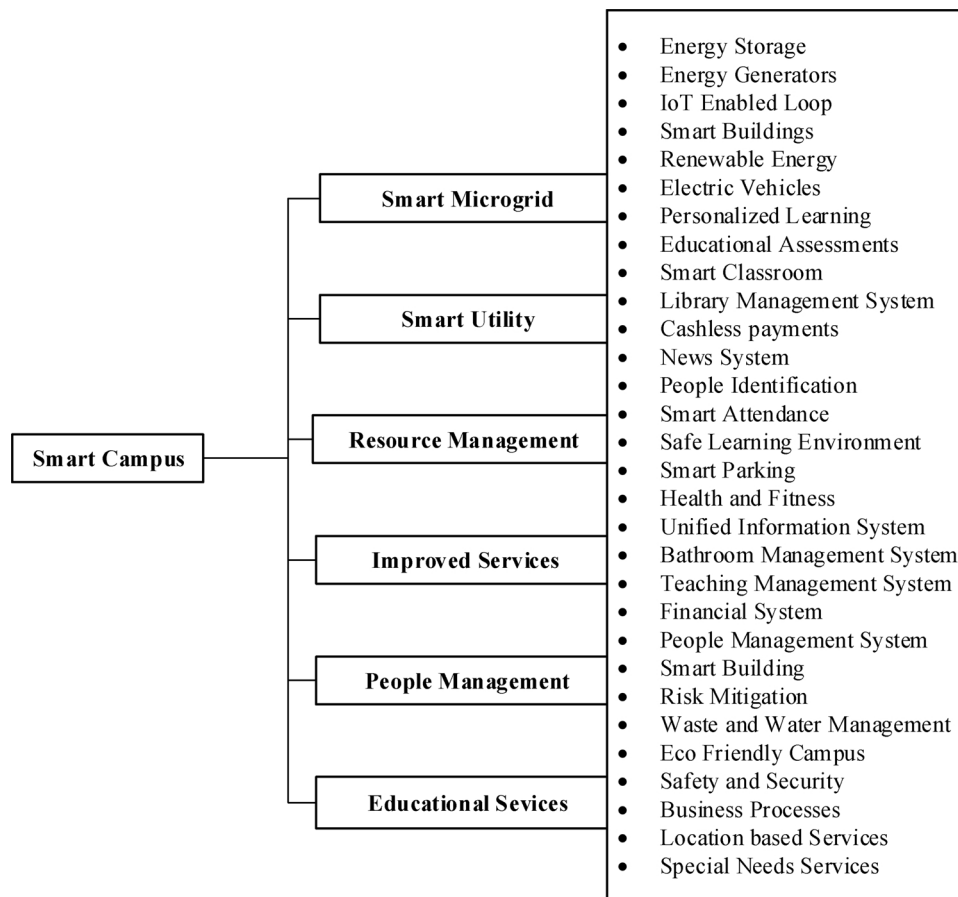 Smart Campus
Smart Microgrid
Smart Utility
Resource Management
Improved Services
People Management
Educational Sevices
• Energy Storage
• Energy Generators
• IoT Enabled Loop
• Smart Buildings
• Renewable Energy
• Electric Vehicles
• Personalized Learning
• Educational Assessments
• Smart Classroom
• Library Management System
• Cashless payments
• News System
• People Identification
• Smart Attendance
• Safe Learning Environment
• Smart Parking
• Health and Fitness
• Unified Information System
• Bathroom Management System
• Teaching Management System
• Financial System
• People Management System
• Smart Building
• Risk Mitigation
• Waste and Water Management
• Eco Friendly Campus
• Safety and Security
• Business Processes
• Location based Services
• Special Needs Services